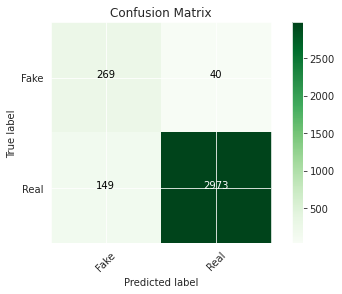 Confusion Matrix
True label
Fake
Real
269
40
149
2973
Fake
Real
Predicted label
2500
2000
1500
1000
500